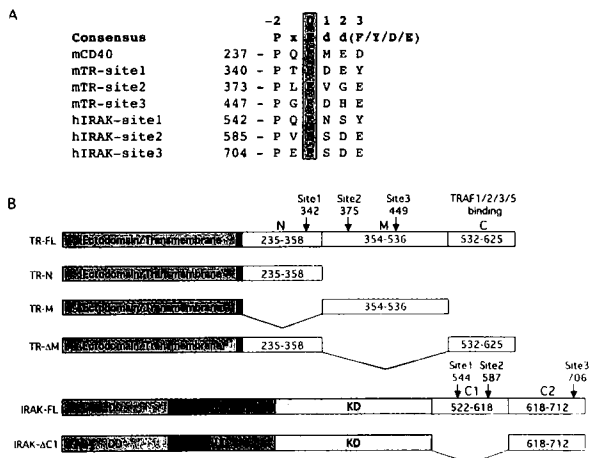 A
-2 0 1 2 3
Consensus P x d d (F/Y/D/E)
mCD40 237 - P Q M E D
mTR-site1 340 - P T D E Y
mTR-site2 373 - P L V G E
mTR-site3 447 - P G D H E
hIRAK-site1 542 - P Q N S Y
hIRAK-site2 585 - P V S D E
hIRAK-site3 704 - P E S D E
B
Site1 Site2 Site3 TRAF1/2/3/5
342 375 449 binding
N M C
TR-FL Ectodomain/Transmembrane 235-358 354-536 532-625
TR-N Ectodomain/Transmembrane 235-358
TR-M Ectodomain/Transmembrane 354-536
TR-ΔM Ectodomain/Transmembrane 235-358 532-625
Site1 Site2 Site3
544 587 706
C1 C2
IRAK-FL KD 522-618 618-712
IRAK-ΔC1 KD 618-712